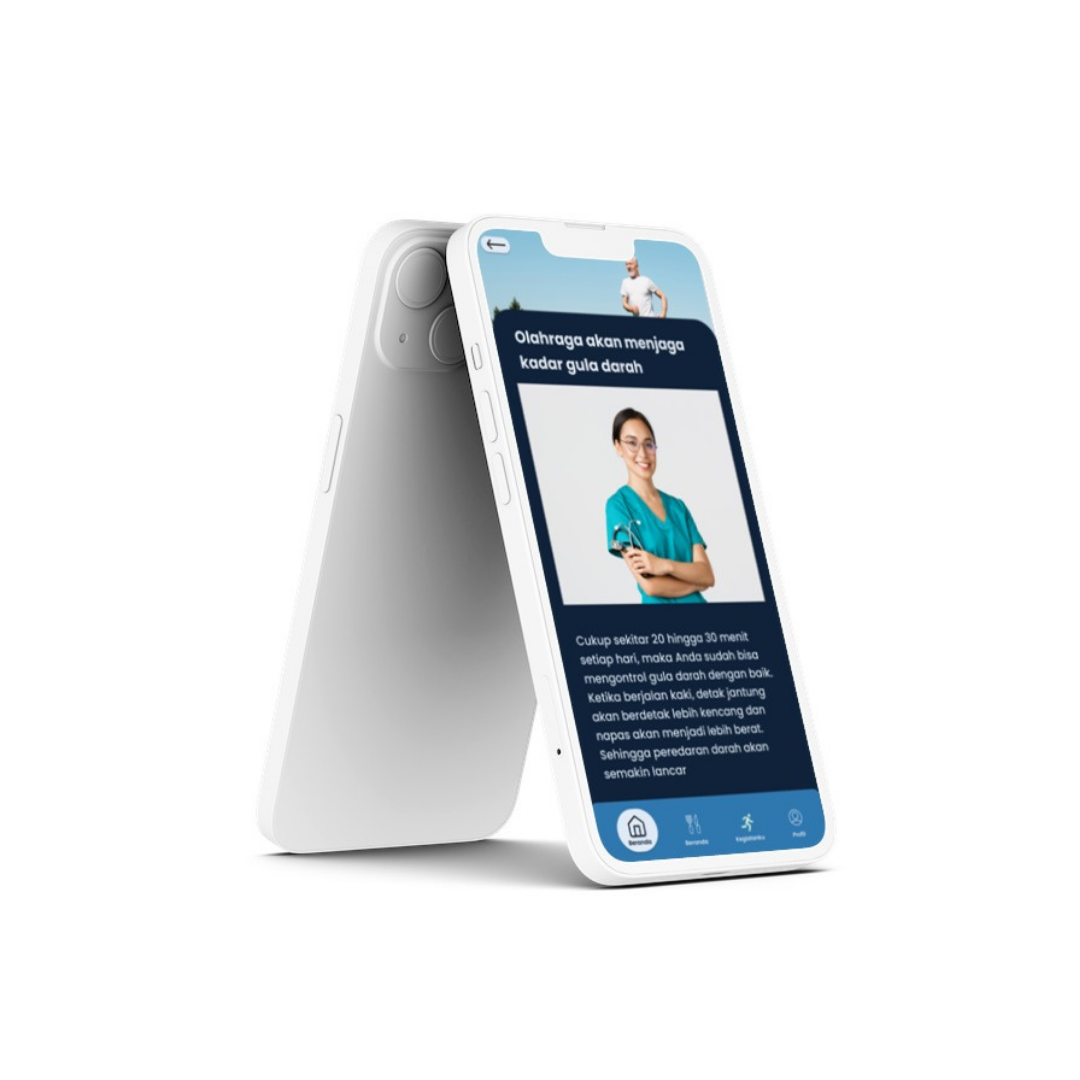 Olahraga akan menjaga
kadar gula darah
Cukup sekitar 20 hingga 30 menit
setiap hari, maka Anda sudah bisa
mengontrol gula darah dengan baik.
Ketika berjalan kaki, detak jantung
akan berdetak lebih kencang dan
napas akan menjadi lebih berat.
Sehingga peredaran darah akan
semakin lancar
Beranda Beranda Profil